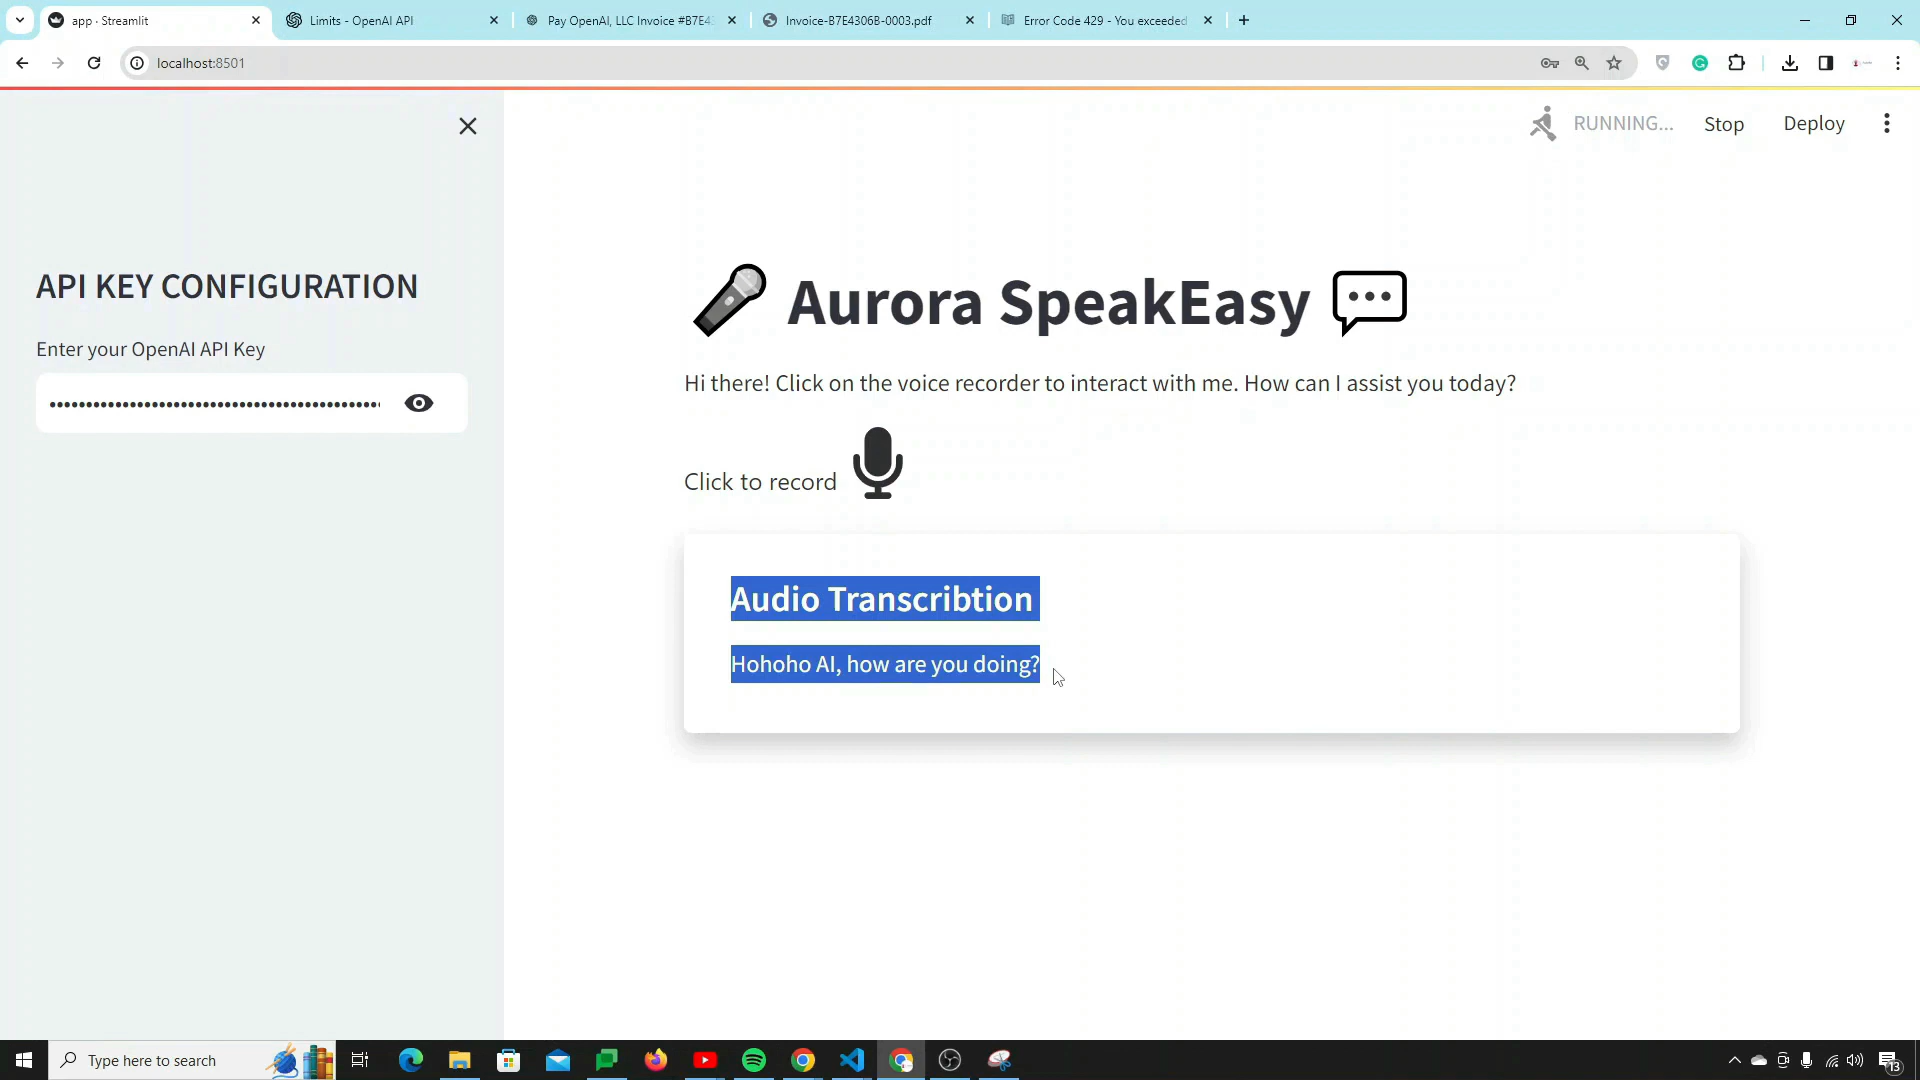 app · Streamlit
Limits - OpenAI API
Pay OpenAI, LLC Invoice #B7E43
Invoice-B7E4306B-0003.pdf
Error Code 429 - You exceeded
localhost:8501
RUNNING...
Stop
Deploy
API KEY CONFIGURATION
Enter your OpenAI API Key
Aurora SpeakEasy
Hi there! Click on the voice recorder to interact with me. How can I assist you today?
Click to record
Audio Transcribtion
Hohoho AI, how are you doing?
Type here to search
13